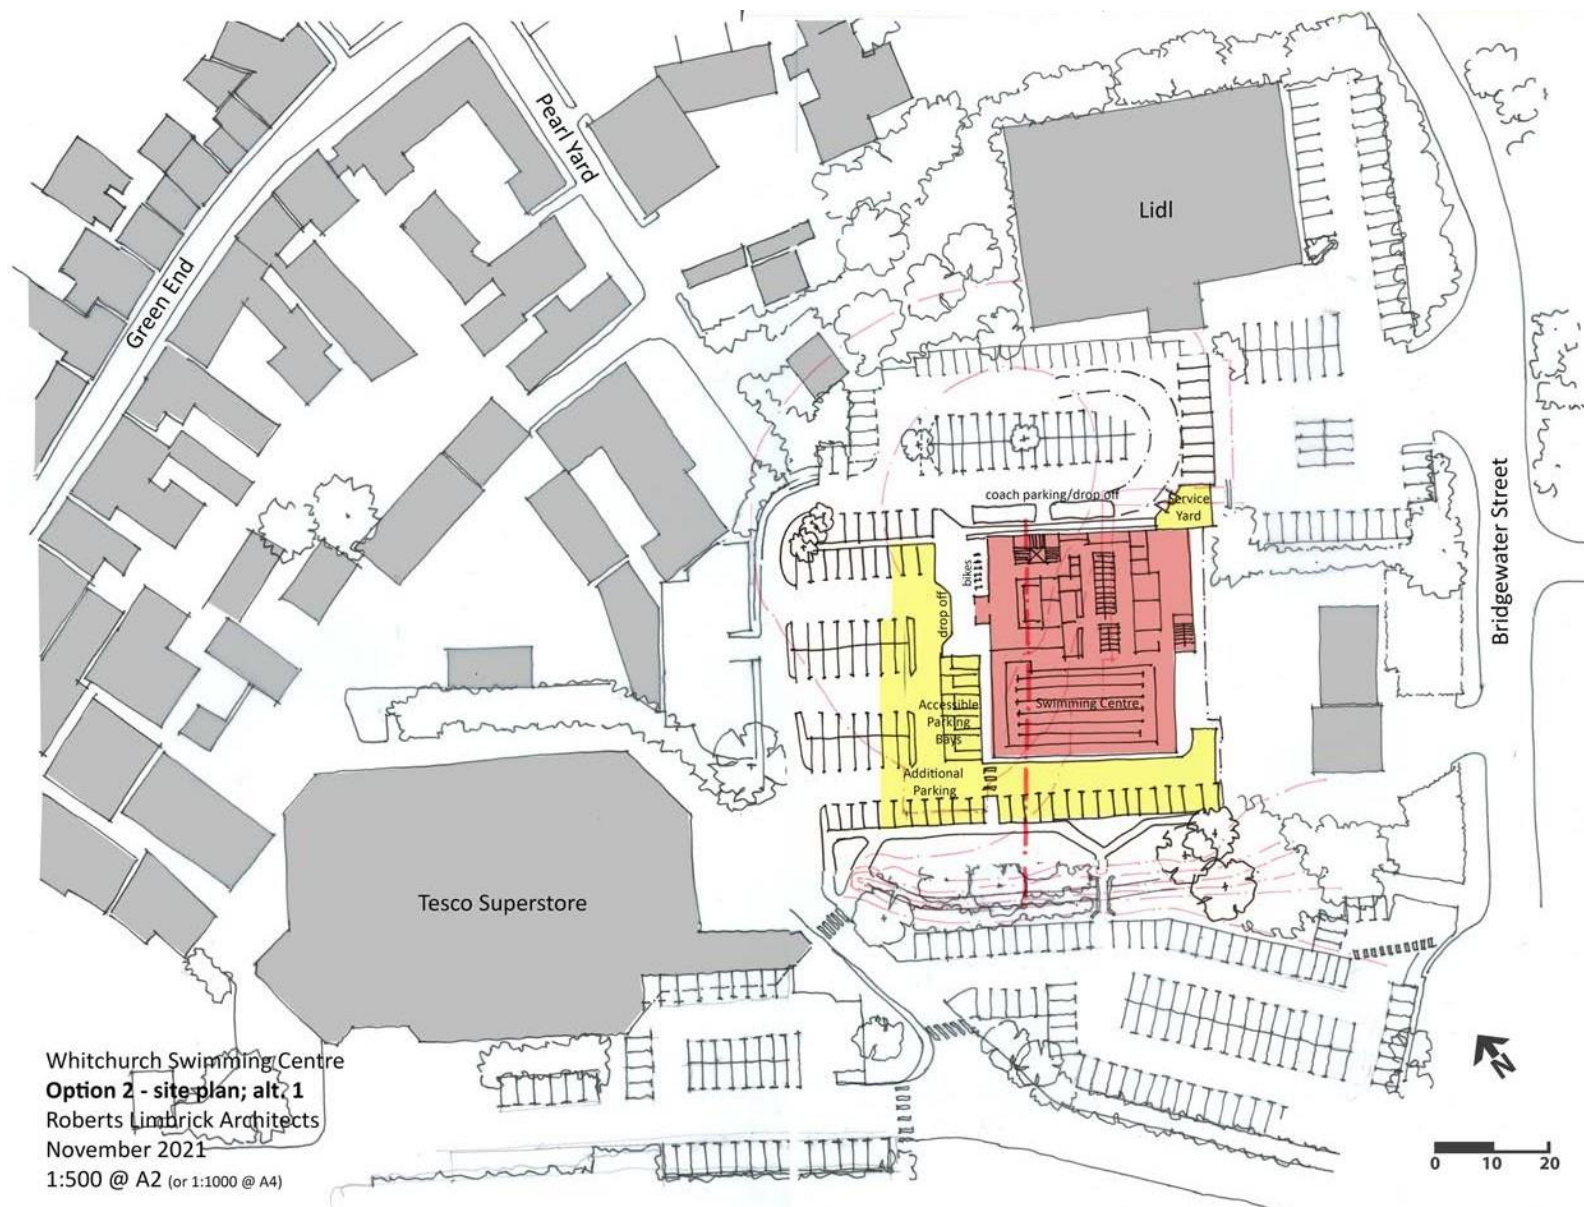 Pearl Yard
Green End
Lidl
coach parking/drop off
Service
Yard
bikes
drop off
Bridgewater Street
Accessible
Parking
Bays
Swimming Centre
Additional
Parking
Tesco Superstore
N
Whitchurch Swimming Centre
Option 2 - site plan; alt. 1
Roberts Limbrick Architects
November 2021
1:500 @ A2 (or 1:1000 @ A4)
0 10 20